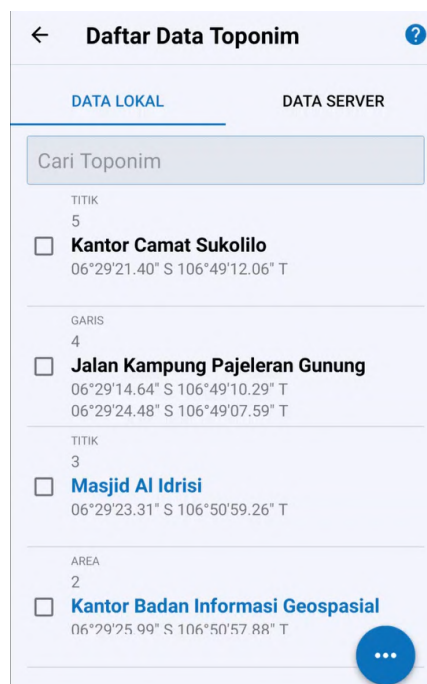 Daftar Data Toponim
?
DATA LOKAL DATA SERVER
Cari Toponim
TITIK
5
Kantor Camat Sukolilo
06°29'21.40" S 106°49'12.06" T
GARIS
4
Jalan Kampung Pajeleran Gunung
06°29'14.64" S 106°49'10.29" T
06°29'24.48" S 106°49'07.59" T
TITIK
3
Masjid Al Idrisi
06°29'23.31" S 106°50'59.26" T
AREA
2
Kantor Badan Informasi Geospasial
06°29'25.99" S 106°50'57.88" T